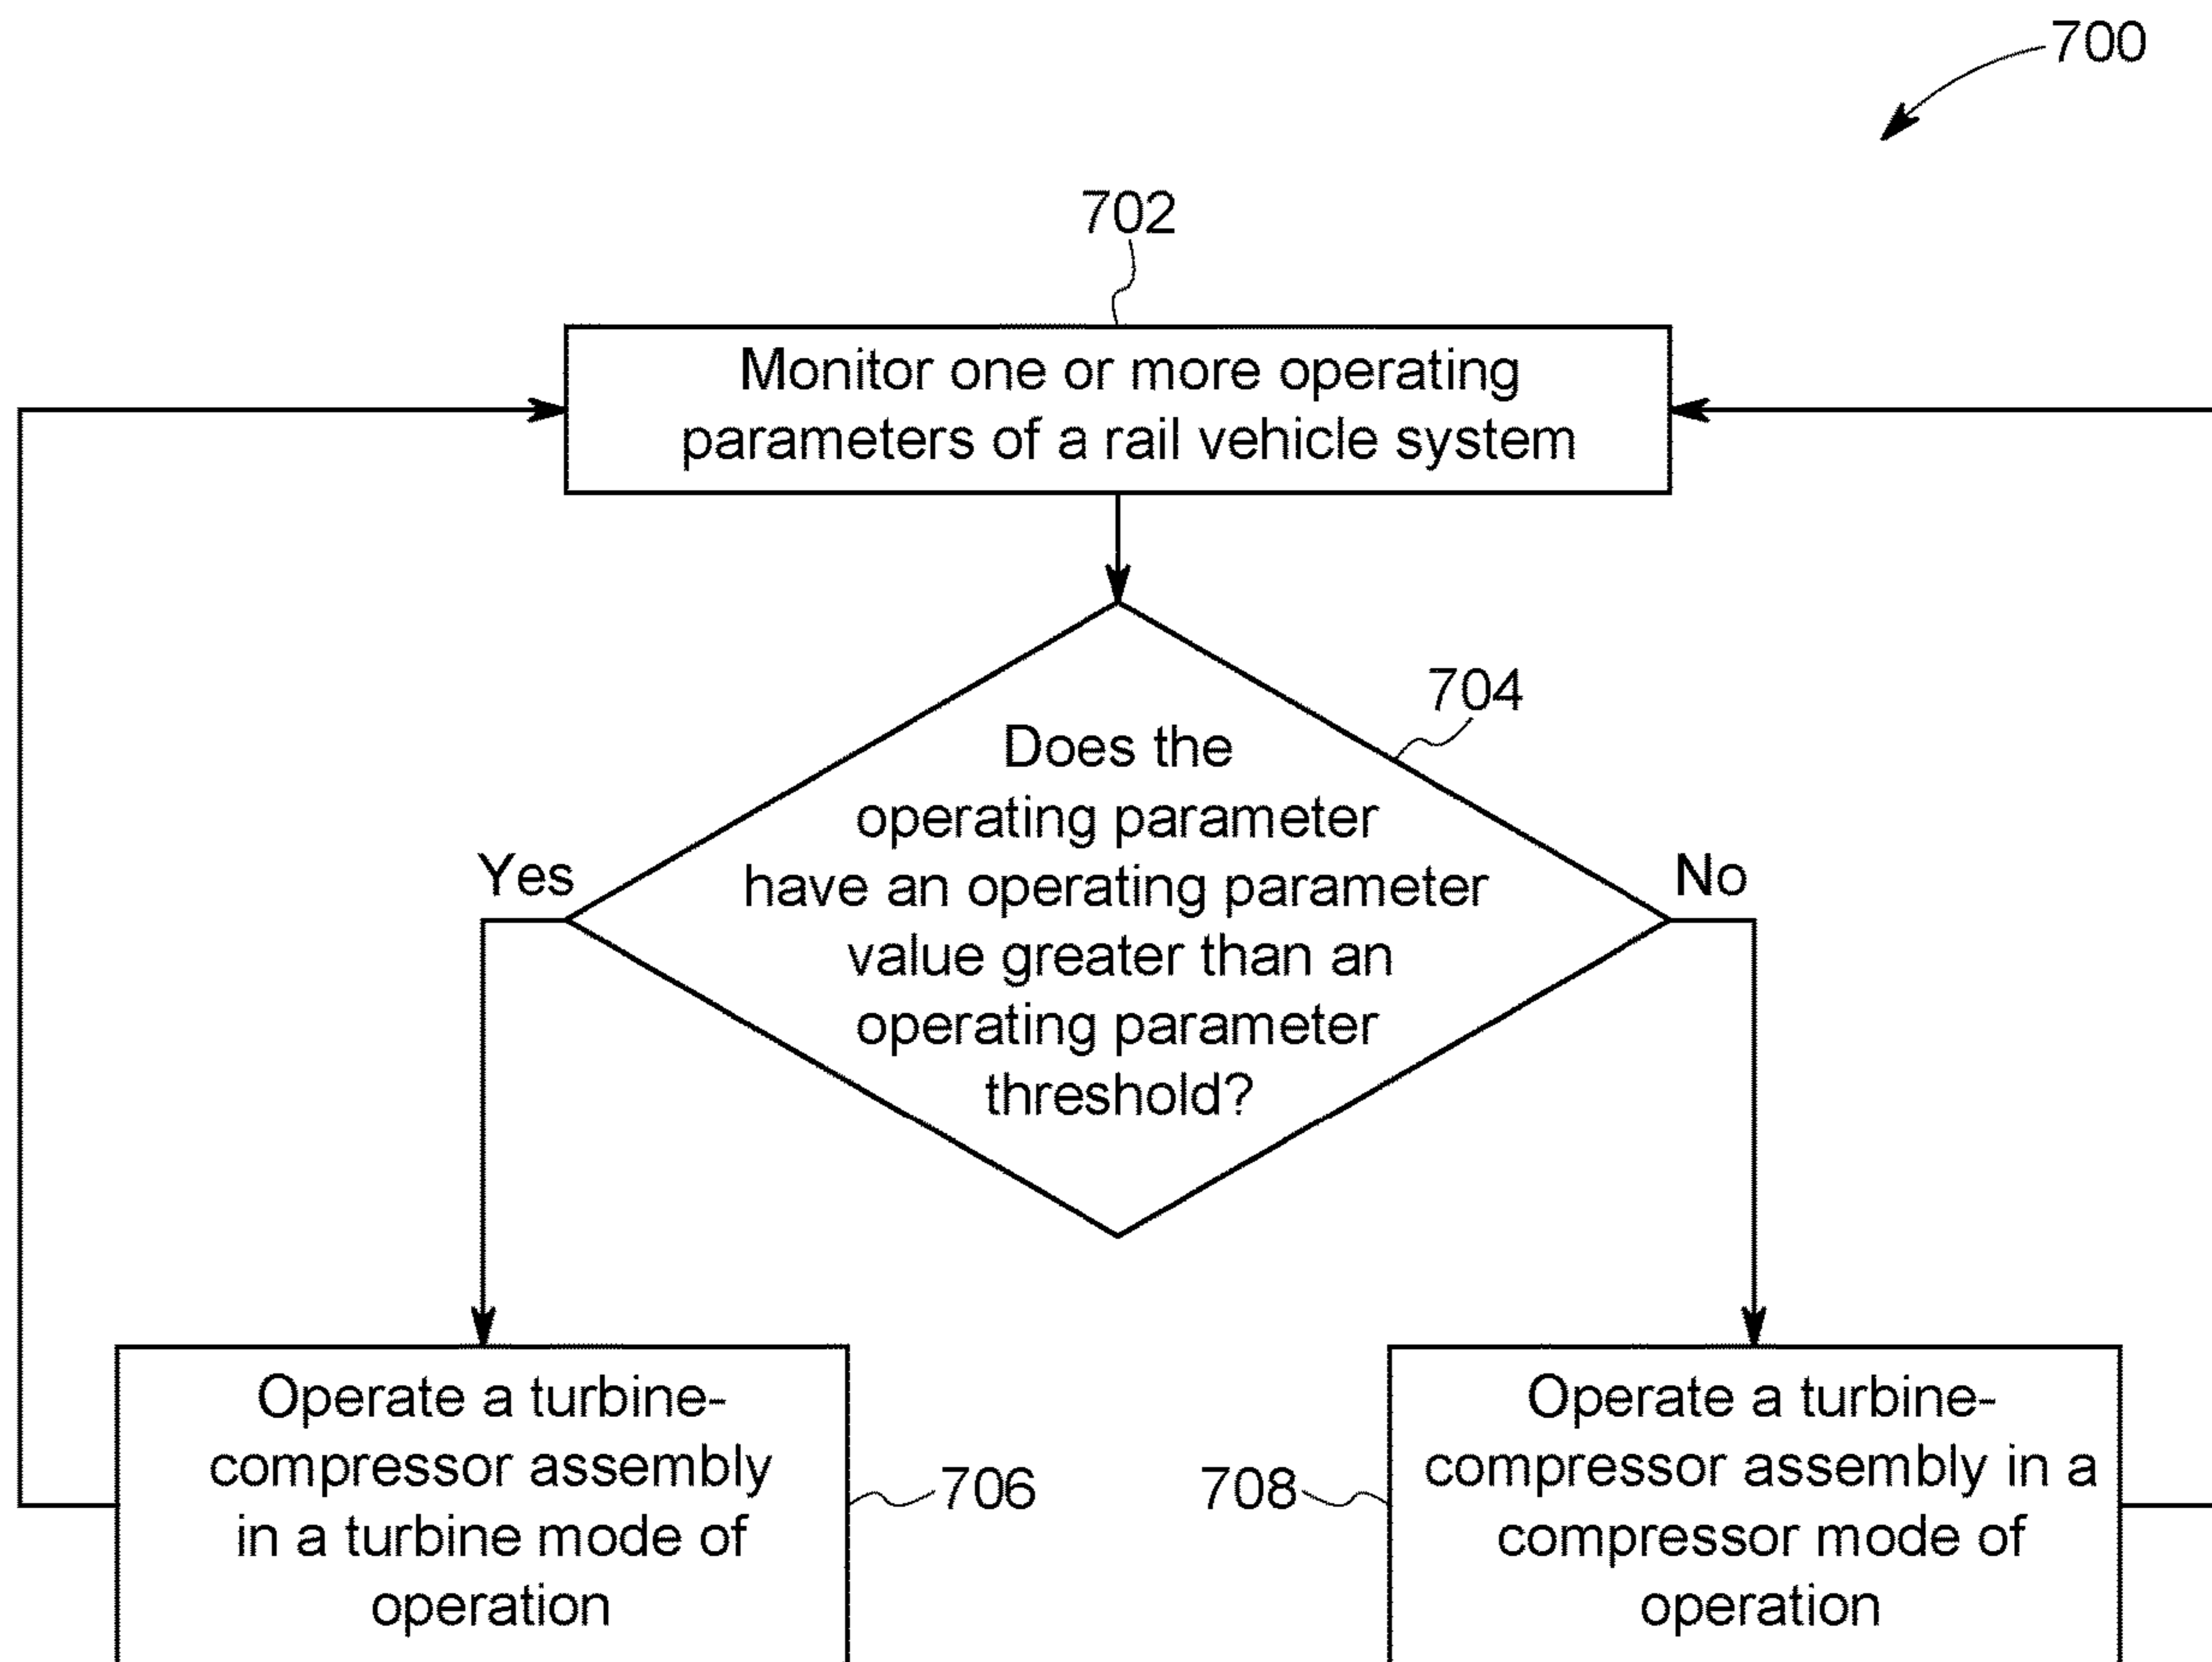 700
702
Monitor one or more operating
parameters of a rail vehicle system
704
Does the
operating parameter
have an operating parameter
value greater than an
operating parameter
threshold?
Yes
No
Operate a turbine-
compressor assembly
in a turbine mode of
operation
706
708
Operate a turbine-
compressor assembly in a
compressor mode of
operation